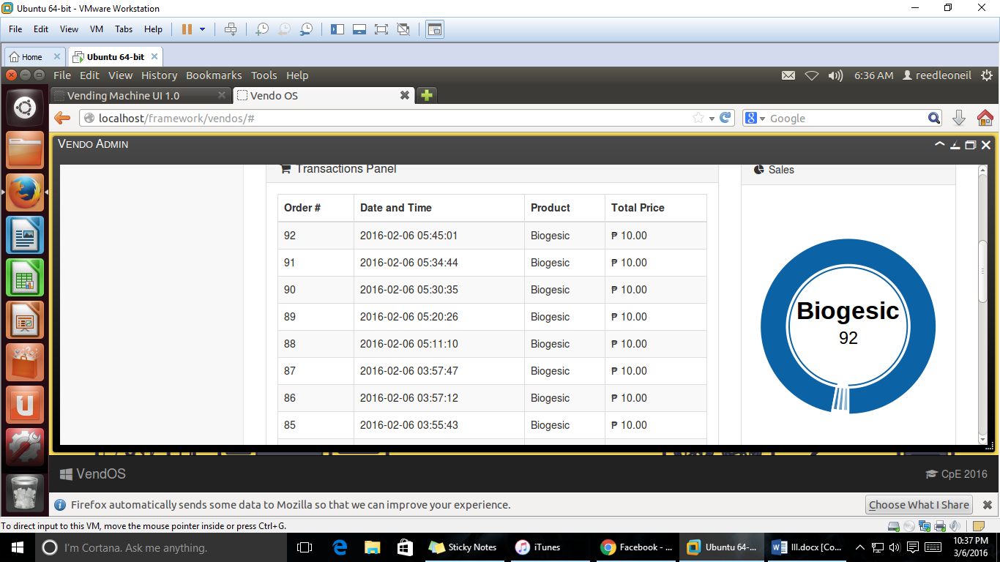 Ubuntu 64-bit - VMware Workstation
File Edit View VM Tabs Help
Home Ubuntu 64-bit
File Edit View History Bookmarks Tools Help 6:36 AM reedleoneil
Vending Machine UI 1.0 Vendo OS
localhost/framework/vendos/# Google
VENDO ADMIN
Transactions Panel
Order # Date and Time Product Total Price
92 2016-02-06 05:45:01 Biogesic ₱ 10.00
91 2016-02-06 05:34:44 Biogesic ₱ 10.00
90 2016-02-06 05:30:35 Biogesic ₱ 10.00
89 2016-02-06 05:20:26 Biogesic ₱ 10.00
88 2016-02-06 05:11:10 Biogesic ₱ 10.00
87 2016-02-06 03:57:47 Biogesic ₱ 10.00
86 2016-02-06 03:57:12 Biogesic ₱ 10.00
85 2016-02-06 03:55:43 Biogesic ₱ 10.00
Sales
Biogesic
92
VendOS CpE 2016
Firefox automatically sends some data to Mozilla so that we can improve your experience. Choose What I Share
To direct input to this VM, move the mouse pointer inside or press Ctrl+G.
I'm Cortana. Ask me anything. Sticky Notes iTunes Facebook - ... Ubuntu 64-... III.docx [Co... 10:37 PM
3/6/2016